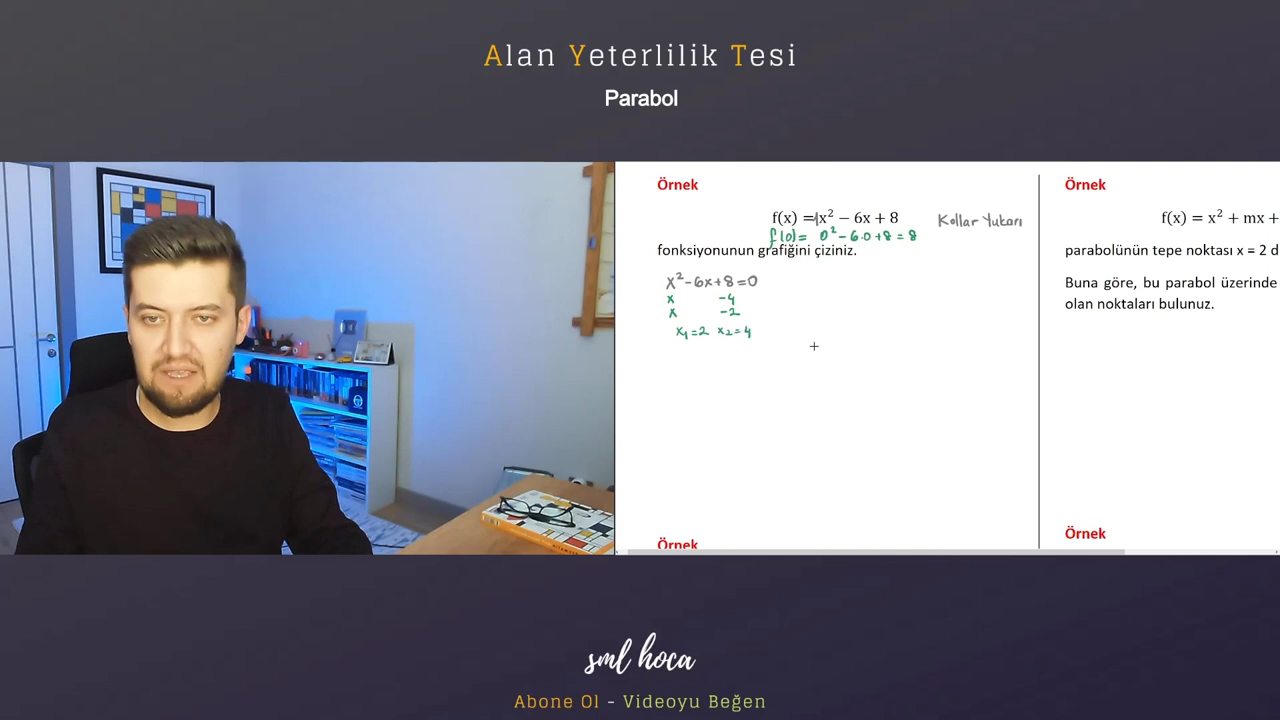 Alan Yeterlilik Tesi
Parabol
Örnek
f(x) = 1x² − 6x + 8 Kollar Yukarı
f(0) = 0² - 6.0 + 8 = 8
fonksiyonunun grafiğini çiziniz.
x² - 6x + 8 = 0
x -4
x -2
x₁ = 2 x₂ = 4
Örnek
Örnek
f(x) = x² + mx +
parabolünün tepe noktası x = 2 d
Buna göre, bu parabol üzerinde
olan noktaları bulunuz.
Örnek
sml hoca
Abone Ol - Videoyu Beğen